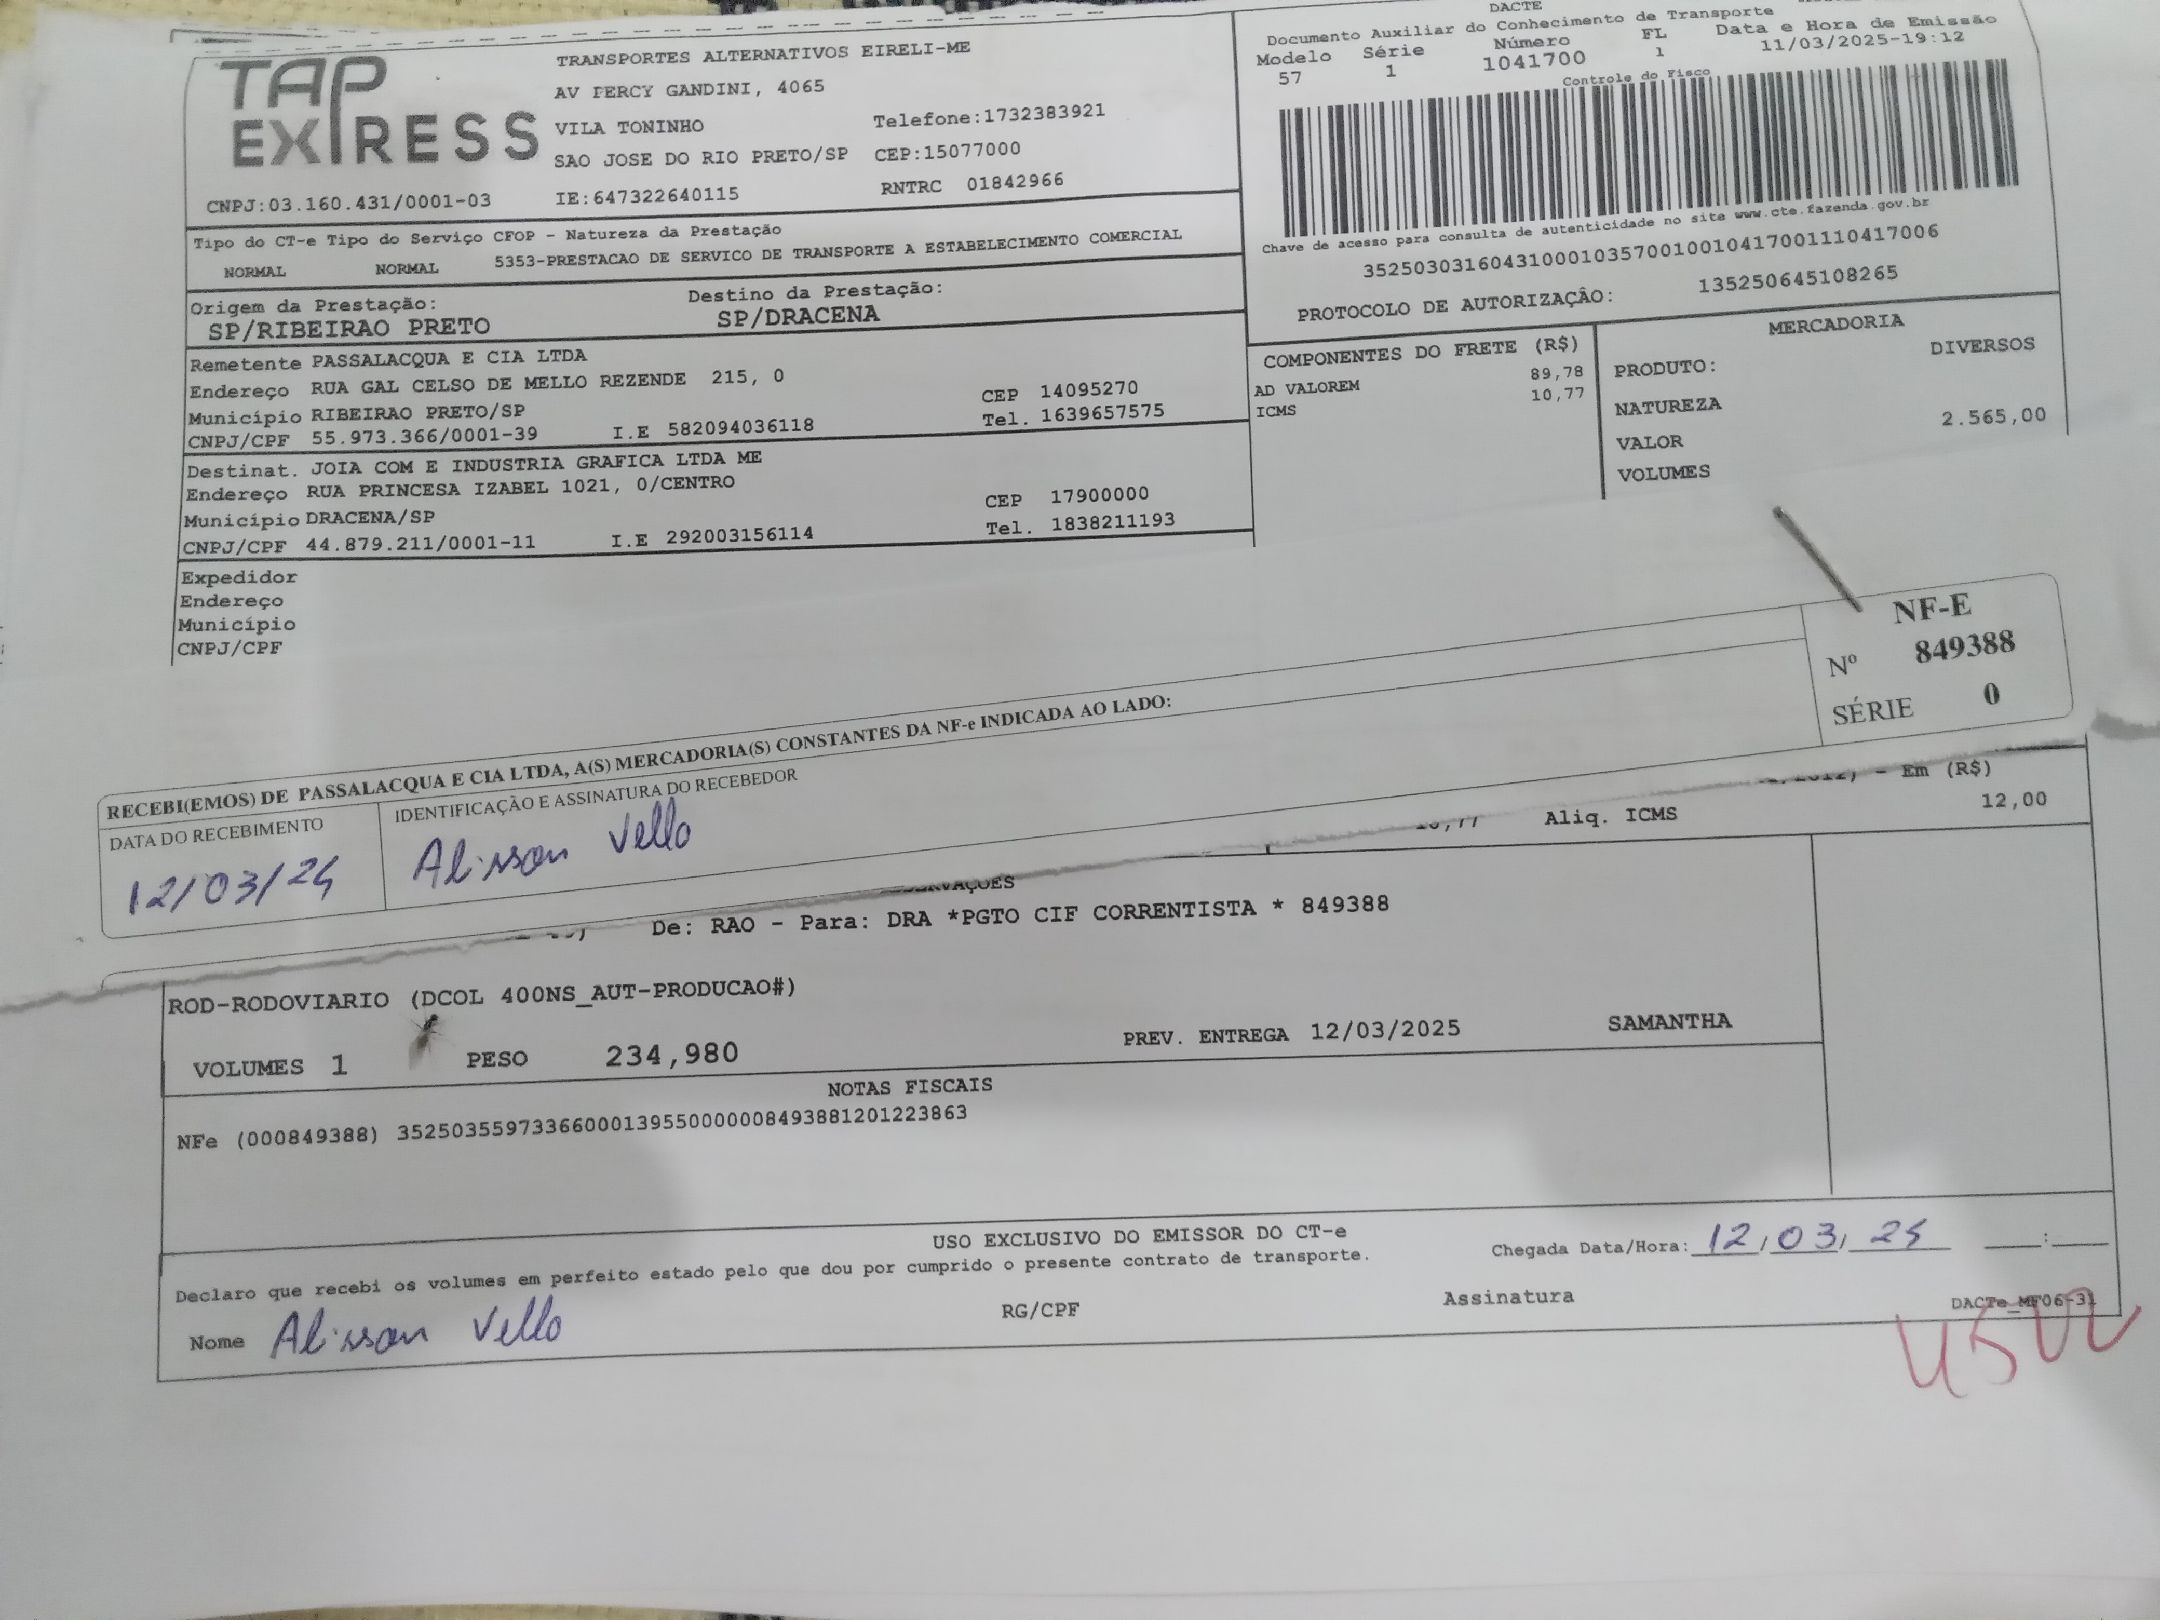 TAP
EXPRESS
TRANSPORTES ALTERNATIVOS EIRELI-ME
AV PERCY GANDINI, 4065
VILA TONINHO Telefone:1732383921
SAO JOSE DO RIO PRETO/SP CEP:15077000
CNPJ:03.160.431/0001-03 IE:647322640115 RNTRC 01842966
DACTE
Documento Auxiliar do Conhecimento de Transporte
Modelo Série Número FL Data e Hora de Emissão
57 1 1041700 1 11/03/2025-19:12
Controle do Fisco
Chave de acesso para consulta de autenticidade no site www.cte.fazenda.gov.br
35250303160431000103570010010417001110417006
PROTOCOLO DE AUTORIZAÇÂO: 135250645108265
Tipo do CT-e Tipo do Serviço CFOP - Natureza da Prestação
NORMAL NORMAL 5353-PRESTACAO DE SERVICO DE TRANSPORTE A ESTABELECIMENTO COMERCIAL
Origem da Prestação: Destino da Prestação:
SP/RIBEIRAO PRETO SP/DRACENA
Remetente PASSALACQUA E CIA LTDA
Endereço RUA GAL CELSO DE MELLO REZENDE 215, 0 CEP 14095270
Município RIBEIRAO PRETO/SP Tel. 1639657575
CNPJ/CPF 55.973.366/0001-39 I.E 582094036118
Destinat. JOIA COM E INDUSTRIA GRAFICA LTDA ME
Endereço RUA PRINCESA IZABEL 1021, 0/CENTRO CEP 17900000
Município DRACENA/SP Tel. 1838211193
CNPJ/CPF 44.879.211/0001-11 I.E 292003156114
Expedidor
Endereço
Município
CNPJ/CPF
COMPONENTES DO FRETE (R$)
AD VALOREM 89,78
ICMS 10,77
MERCADORIA
PRODUTO: DIVERSOS
NATUREZA
VALOR 2.565,00
VOLUMES
RECEBI(EMOS) DE PASSALACQUA E CIA LTDA, A(S) MERCADORIA(S) CONSTANTES DA NF-e INDICADA AO LADO:
DATA DO RECEBIMENTO IDENTIFICAÇÃO E ASSINATURA DO RECEBEDOR
12/03/25 Alisson Vello
NF-E
Nº 849388
SÉRIE 0
- Em (R$)
Aliq. ICMS 12,00
De: RAO - Para: DRA *PGTO CIF CORRENTISTA * 849388
ROD-RODOVIARIO (DCOL 400NS_AUT-PRODUCAO#)
VOLUMES 1 PESO 234,980 PREV. ENTREGA 12/03/2025 SAMANTHA
NOTAS FISCAIS
NFe (000849388) 35250355973366000139550000008493881201223863
USO EXCLUSIVO DO EMISSOR DO CT-e
Declaro que recebi os volumes em perfeito estado pelo que dou por cumprido o presente contrato de transporte.
Chegada Data/Hora: 12/03/25 __:__
Nome Alisson Vello RG/CPF Assinatura
DACTe_MF06-31